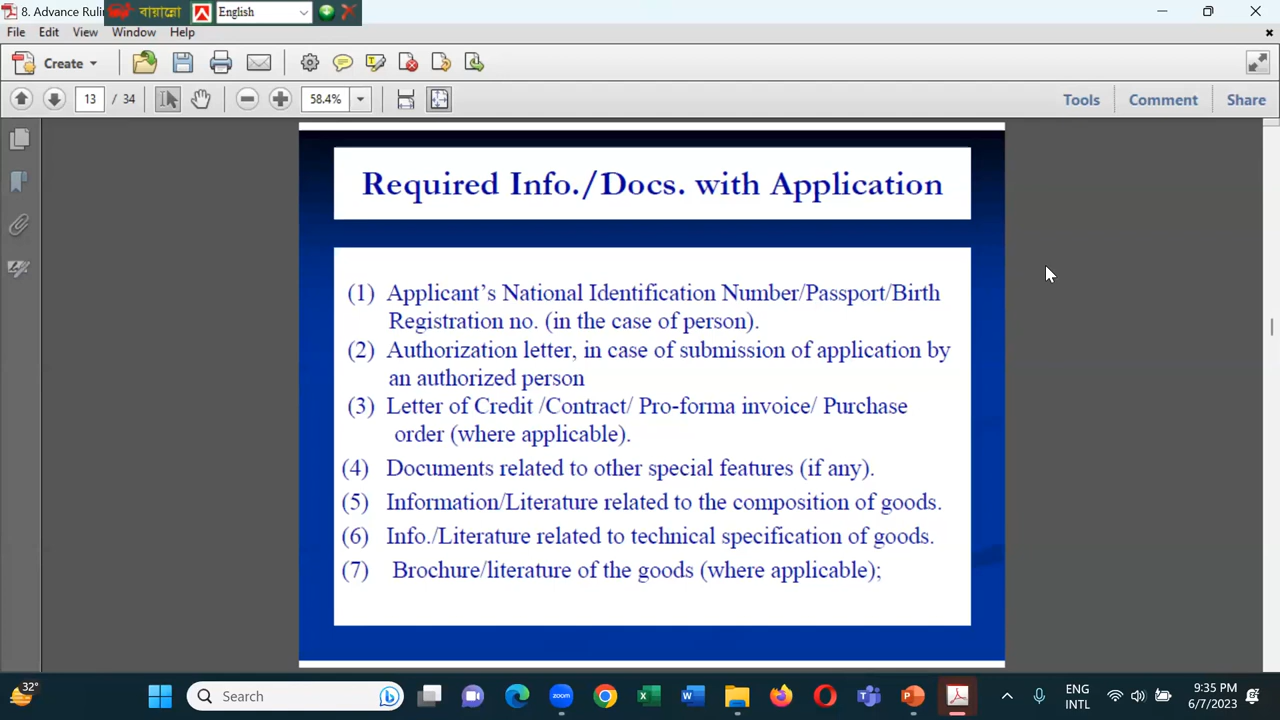 8. Advance Rulin
বায়ান্নো
English
File Edit View Window Help
Create
13 / 34
58.4%
Tools Comment Share
Required Info./Docs. with Application
(1) Applicant's National Identification Number/Passport/Birth
Registration no. (in the case of person).
(2) Authorization letter, in case of submission of application by
an authorized person
(3) Letter of Credit /Contract/ Pro-forma invoice/ Purchase
order (where applicable).
(4) Documents related to other special features (if any).
(5) Information/Literature related to the composition of goods.
(6) Info./Literature related to technical specification of goods.
(7) Brochure/literature of the goods (where applicable);
32°
Search
zoom
ENG
INTL
9:35 PM
6/7/2023